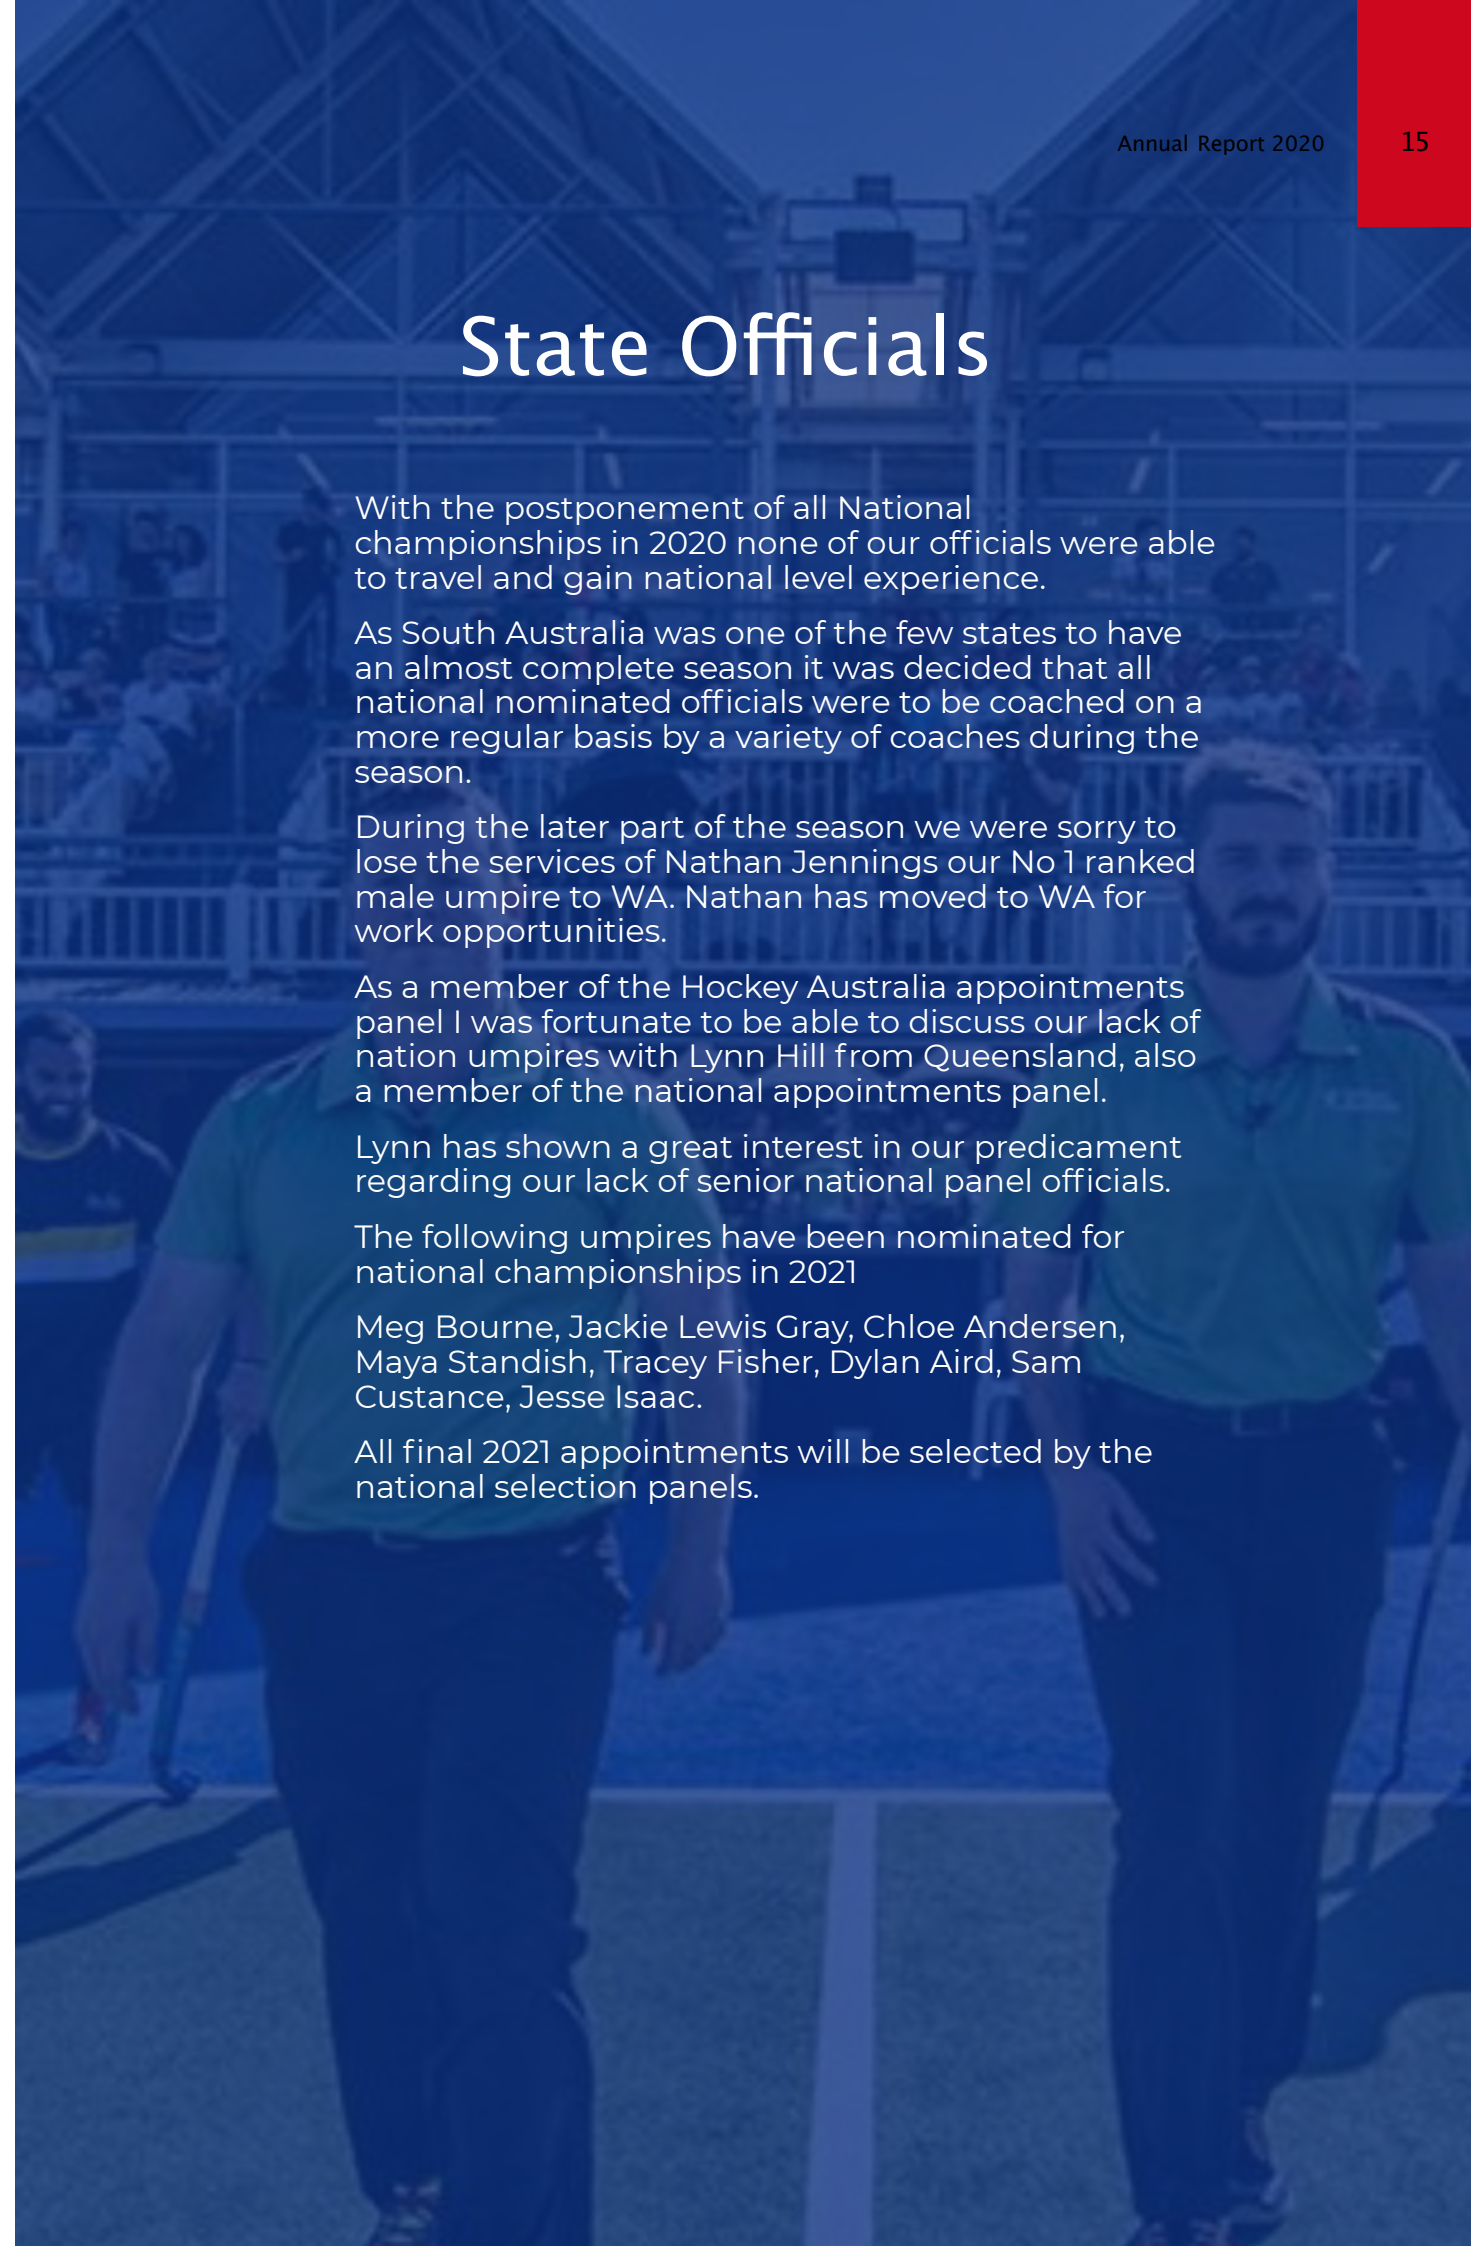 Annual Report 2020
15
State Officials
With the postponement of all National
championships in 2020 none of our officials were able
to travel and gain national level experience.
As South Australia was one of the few states to have
an almost complete season it was decided that all
national nominated officials were to be coached on a
more regular basis by a variety of coaches during the
season.
During the later part of the season we were sorry to
lose the services of Nathan Jennings our No 1 ranked
male umpire to WA. Nathan has moved to WA for
work opportunities.
As a member of the Hockey Australia appointments
panel I was fortunate to be able to discuss our lack of
nation umpires with Lynn Hill from Queensland, also
a member of the national appointments panel.
Lynn has shown a great interest in our predicament
regarding our lack of senior national panel officials.
The following umpires have been nominated for
national championships in 2021
Meg Bourne, Jackie Lewis Gray, Chloe Andersen,
Maya Standish, Tracey Fisher, Dylan Aird, Sam
Custance, Jesse Isaac.
All final 2021 appointments will be selected by the
national selection panels.